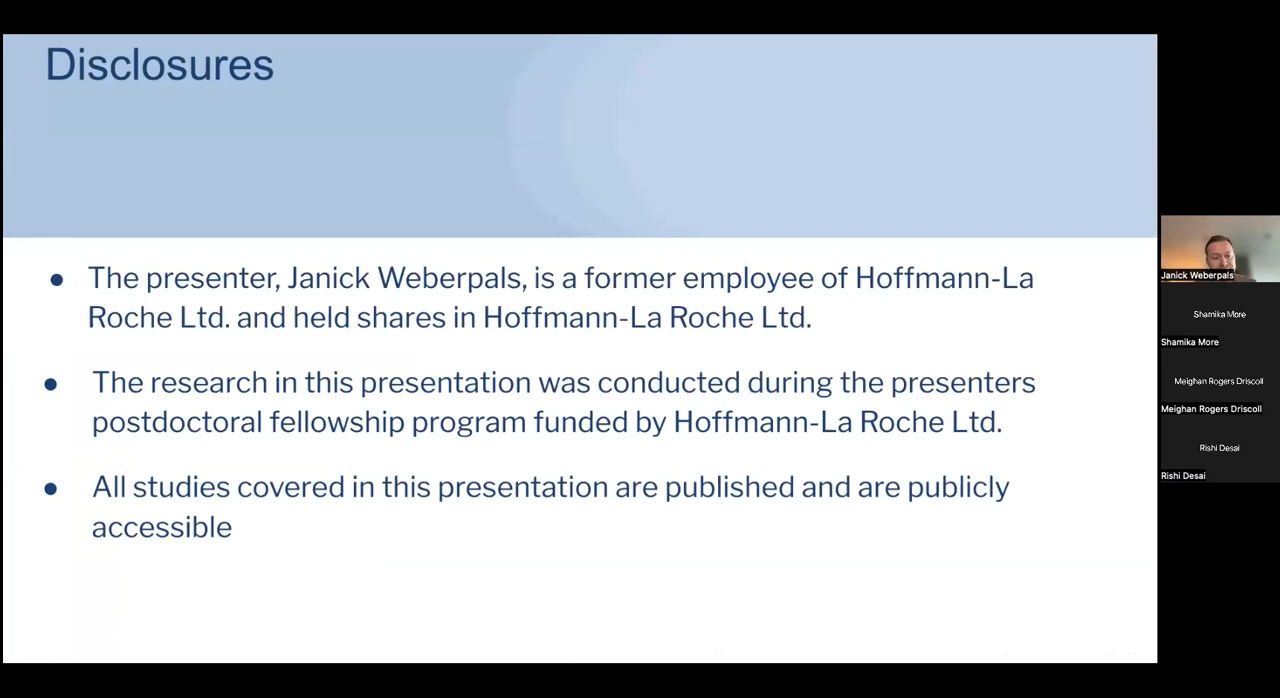 Disclosures
● The presenter, Janick Weberpals, is a former employee of Hoffmann-La
Roche Ltd. and held shares in Hoffmann-La Roche Ltd.
● The research in this presentation was conducted during the presenters
postdoctoral fellowship program funded by Hoffmann-La Roche Ltd.
● All studies covered in this presentation are published and are publicly
accessible
Janick Weberpals
Shamika More
Shamika More
Meighan Rogers Driscoll
Meighan Rogers Driscoll
Rishi Desai
Rishi Desai